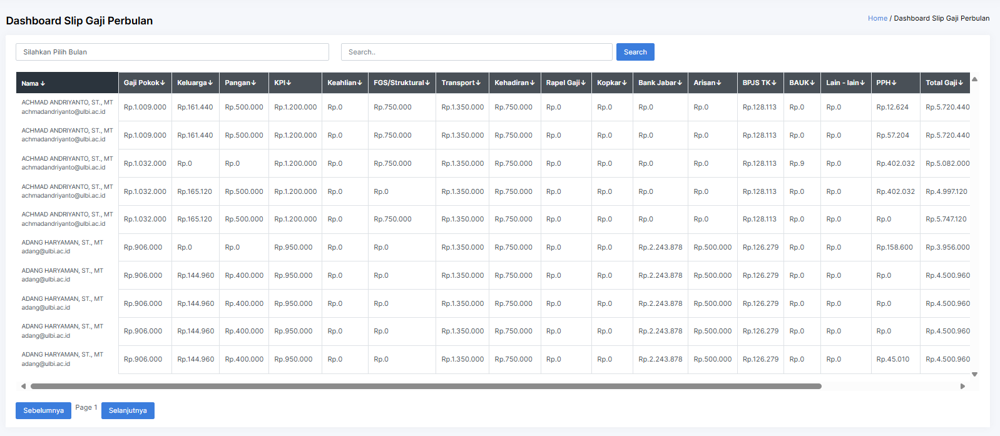 Dashboard Slip Gaji Perbulan
Home / Dashboard Slip Gaji Perbulan
Silahkan Pilih Bulan
Search..
Search
Nama↓ Gaji Pokok↓ Keluarga↓ Pangan↓ KPI↓ Keahlian↓ FGS/Struktural↓ Transport↓ Kehadiran↓ Rapel Gaji↓ Kopkar↓ Bank Jabar↓ Arisan↓ BPJS TK↓ BAUK↓ Lain - lain↓ PPH↓ Total Gaji↓
ACHMAD ANDRIYANTO, ST., MT
achmadandriyanto@ulbi.ac.id
Rp.1.009.000 Rp.161.440 Rp.500.000 Rp.1.200.000 Rp.0 Rp.750.000 Rp.1.350.000 Rp.750.000 Rp.0 Rp.0 Rp.0 Rp.0 Rp.128.113 Rp.0 Rp.0 Rp.12.624 Rp.5.720.440
ACHMAD ANDRIYANTO, ST., MT
achmadandriyanto@ulbi.ac.id
Rp.1.009.000 Rp.161.440 Rp.500.000 Rp.1.200.000 Rp.0 Rp.750.000 Rp.1.350.000 Rp.750.000 Rp.0 Rp.0 Rp.0 Rp.0 Rp.128.113 Rp.0 Rp.0 Rp.57.204 Rp.5.720.440
ACHMAD ANDRIYANTO, ST., MT
achmadandriyanto@ulbi.ac.id
Rp.1.032.000 Rp.0 Rp.0 Rp.1.200.000 Rp.0 Rp.750.000 Rp.1.350.000 Rp.750.000 Rp.0 Rp.0 Rp.0 Rp.0 Rp.128.113 Rp.9 Rp.0 Rp.402.032 Rp.5.082.000
ACHMAD ANDRIYANTO, ST., MT
achmadandriyanto@ulbi.ac.id
Rp.1.032.000 Rp.165.120 Rp.500.000 Rp.1.200.000 Rp.0 Rp.0 Rp.1.350.000 Rp.750.000 Rp.0 Rp.0 Rp.0 Rp.0 Rp.128.113 Rp.0 Rp.0 Rp.402.032 Rp.4.997.120
ACHMAD ANDRIYANTO, ST., MT
achmadandriyanto@ulbi.ac.id
Rp.1.032.000 Rp.165.120 Rp.500.000 Rp.1.200.000 Rp.0 Rp.750.000 Rp.1.350.000 Rp.750.000 Rp.0 Rp.0 Rp.0 Rp.0 Rp.128.113 Rp.0 Rp.0 Rp.0 Rp.5.747.120
ADANG HARYAMAN, ST., MT
adang@ulbi.ac.id
Rp.906.000 Rp.0 Rp.0 Rp.950.000 Rp.0 Rp.0 Rp.1.350.000 Rp.750.000 Rp.0 Rp.0 Rp.2.243.878 Rp.500.000 Rp.126.279 Rp.0 Rp.0 Rp.158.600 Rp.3.956.000
ADANG HARYAMAN, ST., MT
adang@ulbi.ac.id
Rp.906.000 Rp.144.960 Rp.400.000 Rp.950.000 Rp.0 Rp.0 Rp.1.350.000 Rp.750.000 Rp.0 Rp.0 Rp.2.243.878 Rp.500.000 Rp.126.279 Rp.0 Rp.0 Rp.0 Rp.4.500.960
ADANG HARYAMAN, ST., MT
adang@ulbi.ac.id
Rp.906.000 Rp.144.960 Rp.400.000 Rp.950.000 Rp.0 Rp.0 Rp.1.350.000 Rp.750.000 Rp.0 Rp.0 Rp.2.243.878 Rp.500.000 Rp.126.279 Rp.0 Rp.0 Rp.0 Rp.4.500.960
ADANG HARYAMAN, ST., MT
adang@ulbi.ac.id
Rp.906.000 Rp.144.960 Rp.400.000 Rp.950.000 Rp.0 Rp.0 Rp.1.350.000 Rp.750.000 Rp.0 Rp.0 Rp.2.243.878 Rp.500.000 Rp.126.279 Rp.0 Rp.0 Rp.0 Rp.4.500.960
ADANG HARYAMAN, ST., MT
adang@ulbi.ac.id
Rp.906.000 Rp.144.960 Rp.400.000 Rp.950.000 Rp.0 Rp.0 Rp.1.350.000 Rp.750.000 Rp.0 Rp.0 Rp.2.243.878 Rp.500.000 Rp.126.279 Rp.0 Rp.0 Rp.45.010 Rp.4.500.960
Sebelumnya Page 1 Selanjutnya